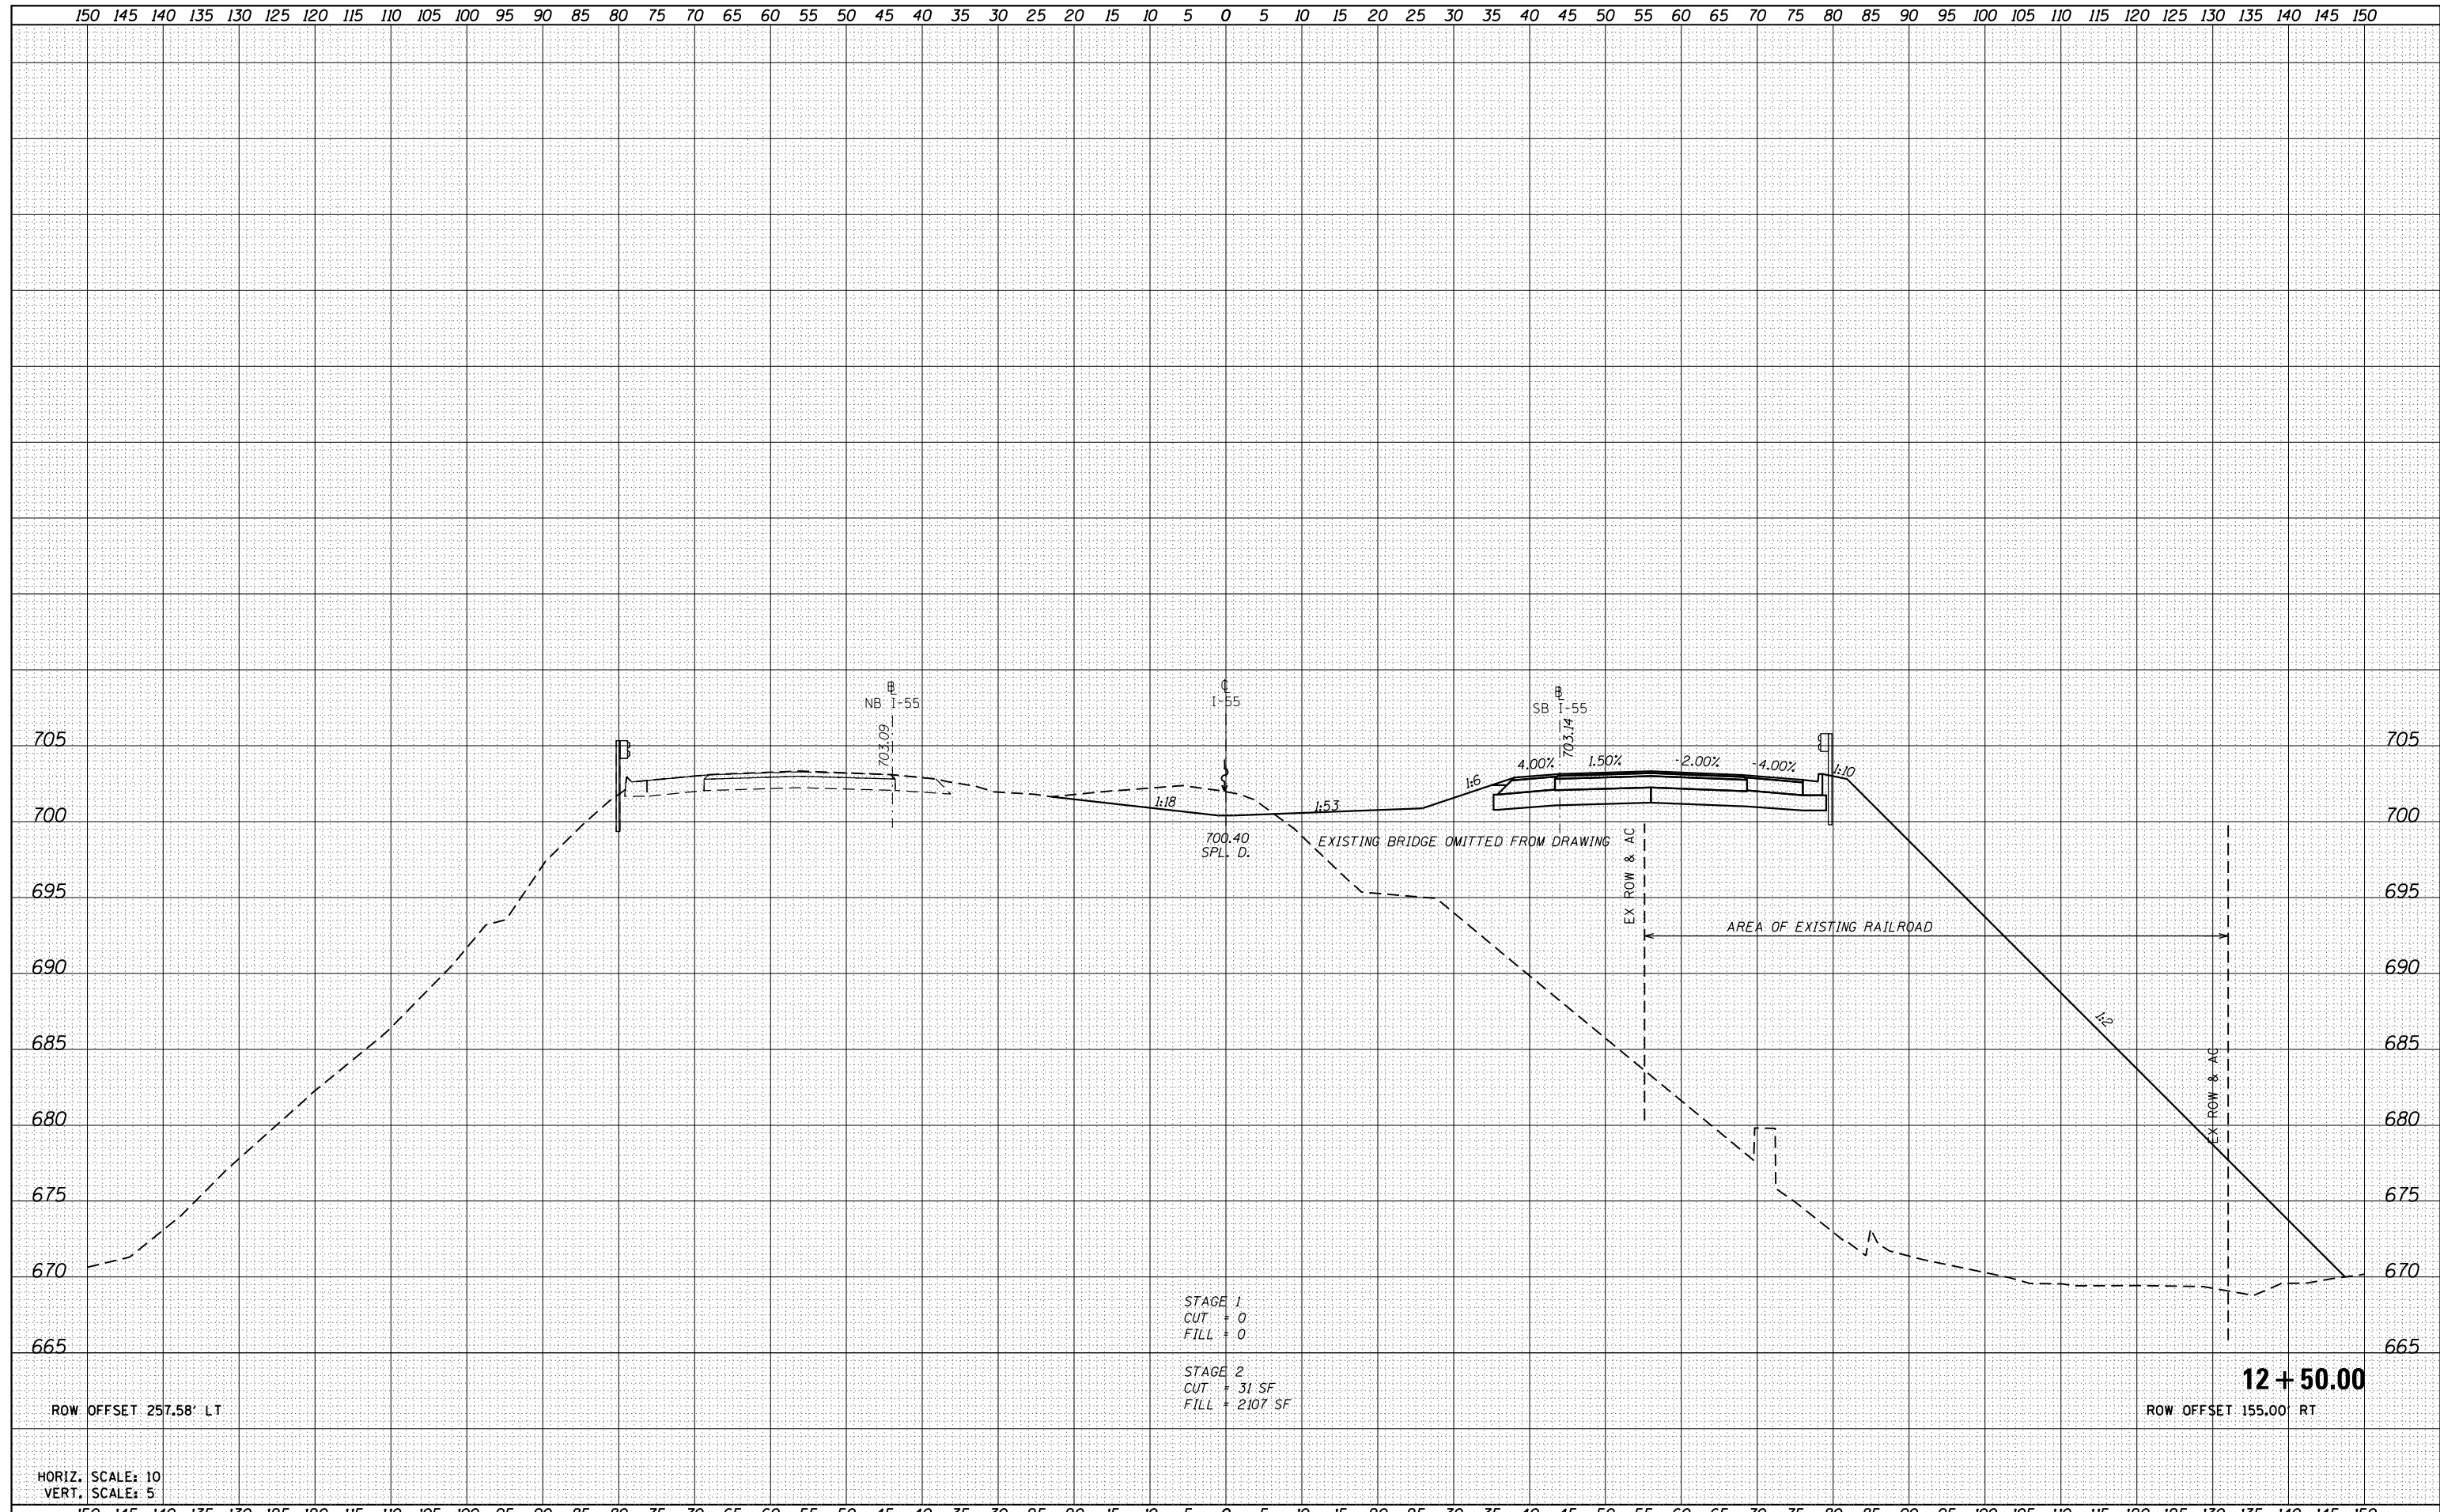 150 145 140 135 130 125 120 115 110 105 100 95 90 85 80 75 70 65 60 55 50 45 40 35 30 25 20 15 10 5 0 5 10 15 20 25 30 35 40 45 50 55 60 65 70 75 80 85 90 95 100 105 110 115 120 125 130 135 140 145 150
B
NB I-55
703.09
C
I-55
B
SB I-55
703.14
705
705
1:6
4.00%
1.50%
-2.00%
-4.00%
1:10
1:18
1:53
700
700
700.40
SPL. D.
EXISTING BRIDGE OMITTED FROM DRAWING
EX ROW & AC
695
695
AREA OF EXISTING RAILROAD
690
690
1:2
685
685
EX ROW & AC
680
680
675
675
670
670
STAGE 1
CUT = 0
FILL = 0
665
665
STAGE 2
CUT = 31 SF
FILL = 2107 SF
12 + 50.00
ROW OFFSET 257.58' LT
ROW OFFSET 155.00' RT
HORIZ. SCALE: 10
VERT. SCALE: 5
150 145 140 135 130 125 120 115 110 105 100 95 90 85 80 75 70 65 60 55 50 45 40 35 30 25 20 15 10 5 0 5 10 15 20 25 30 35 40 45 50 55 60 65 70 75 80 85 90 95 100 105 110 115 120 125 130 135 140 145 150